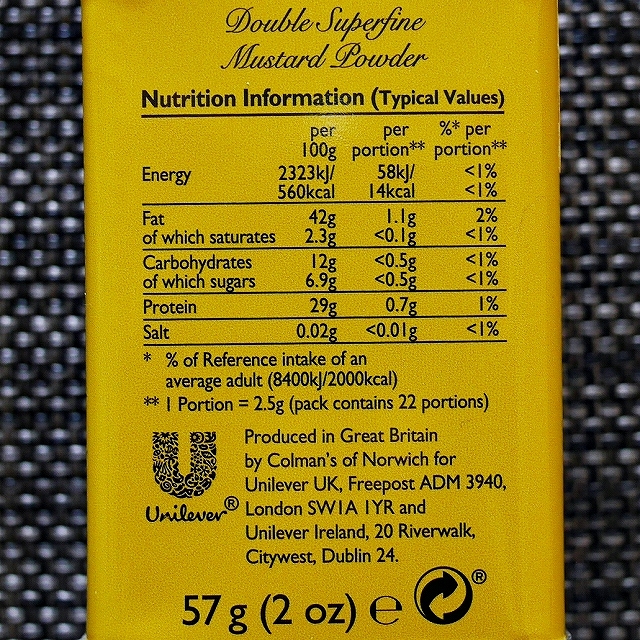 Double Superfine
Mustard Powder
Nutrition Information (Typical Values)
per per %* per
100g portion** portion**
Energy 2323kJ/ 58kJ/ <1%
560kcal 14kcal <1%
Fat 42g 1.1g 2%
of which saturates 2.3g <0.1g <1%
Carbohydrates 12g <0.5g <1%
of which sugars 6.9g <0.5g <1%
Protein 29g 0.7g 1%
Salt 0.02g <0.01g <1%
* % of Reference intake of an
average adult (8400kJ/2000kcal)
** 1 Portion = 2.5g (pack contains 22 portions)
Produced in Great Britain
by Colman's of Norwich for
Unilever UK, Freepost ADM 3940,
London SW1A 1YR and
Unilever Ireland, 20 Riverwalk,
Citywest, Dublin 24.
Unilever®
57 g (2 oz) ℮ ®